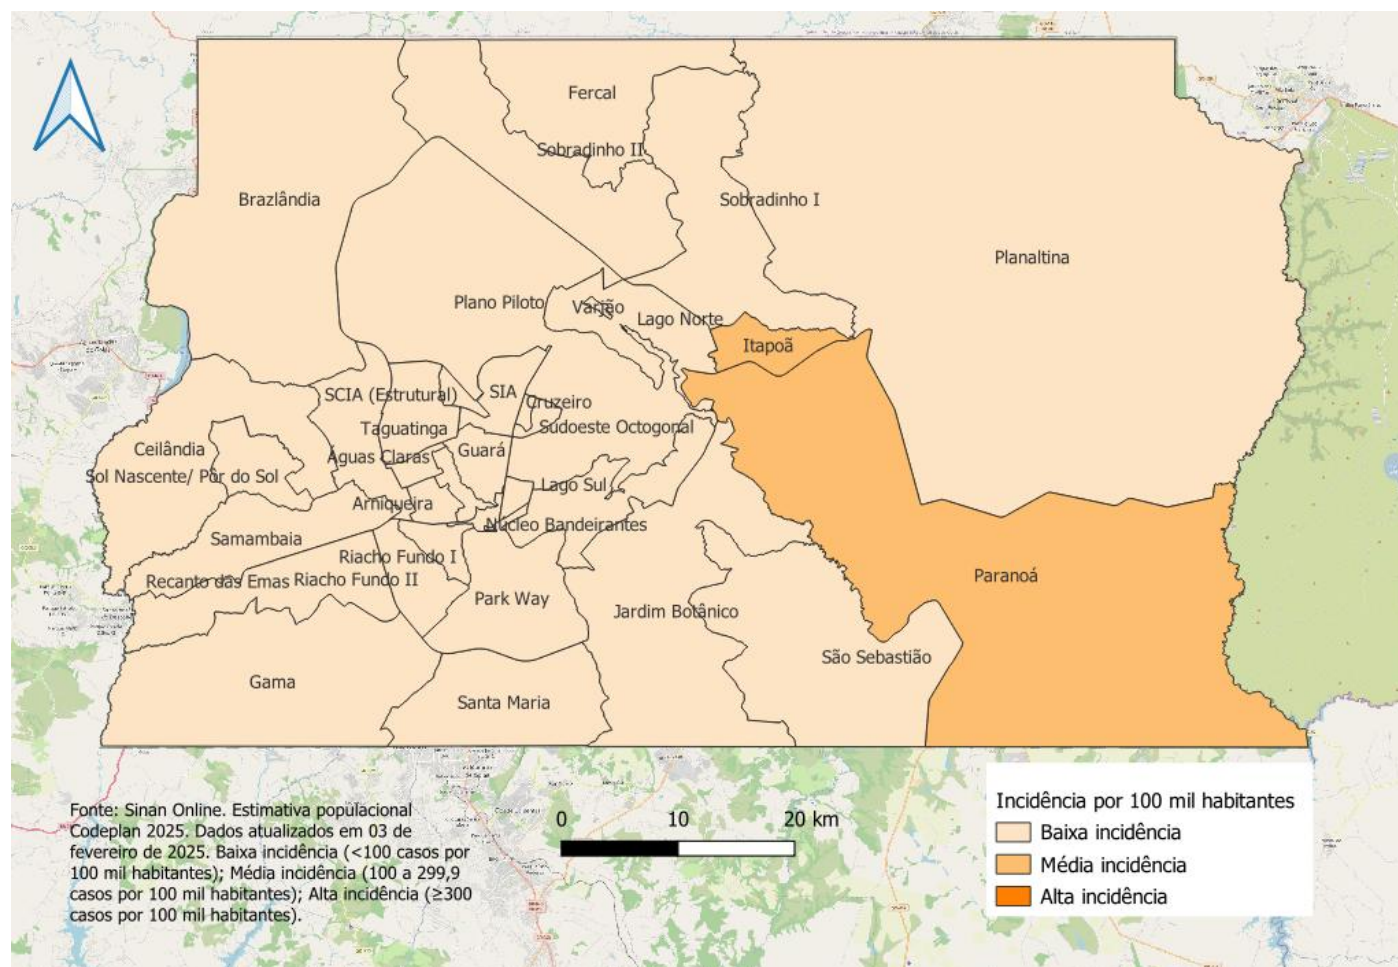 Fercal
Sobradinho II
Brazlândia
Sobradinho I
Planaltina
Plano Piloto
Varjão
Lago Norte
Itapoã
SCIA (Estrutural)
SIA
Cruzeiro
Taguatinga
Sudoeste Octogonal
Ceilândia
Águas Claras
Guará
Sol Nascente/ Pôr do Sol
Lago Sul
Arniqueira
Núcleo Bandeirantes
Samambaia
Riacho Fundo I
Recanto das Emas
Riacho Fundo II
Paranoá
Park Way
Jardim Botânico
São Sebastião
Gama
Santa Maria
Fonte: Sinan Online. Estimativa populacional
Codeplan 2025. Dados atualizados em 03 de
fevereiro de 2025. Baixa incidência (<100 casos por
100 mil habitantes); Média incidência (100 a 299,9
casos por 100 mil habitantes); Alta incidência (≥300
casos por 100 mil habitantes).
0 10 20 km
Incidência por 100 mil habitantes
Baixa incidência
Média incidência
Alta incidência